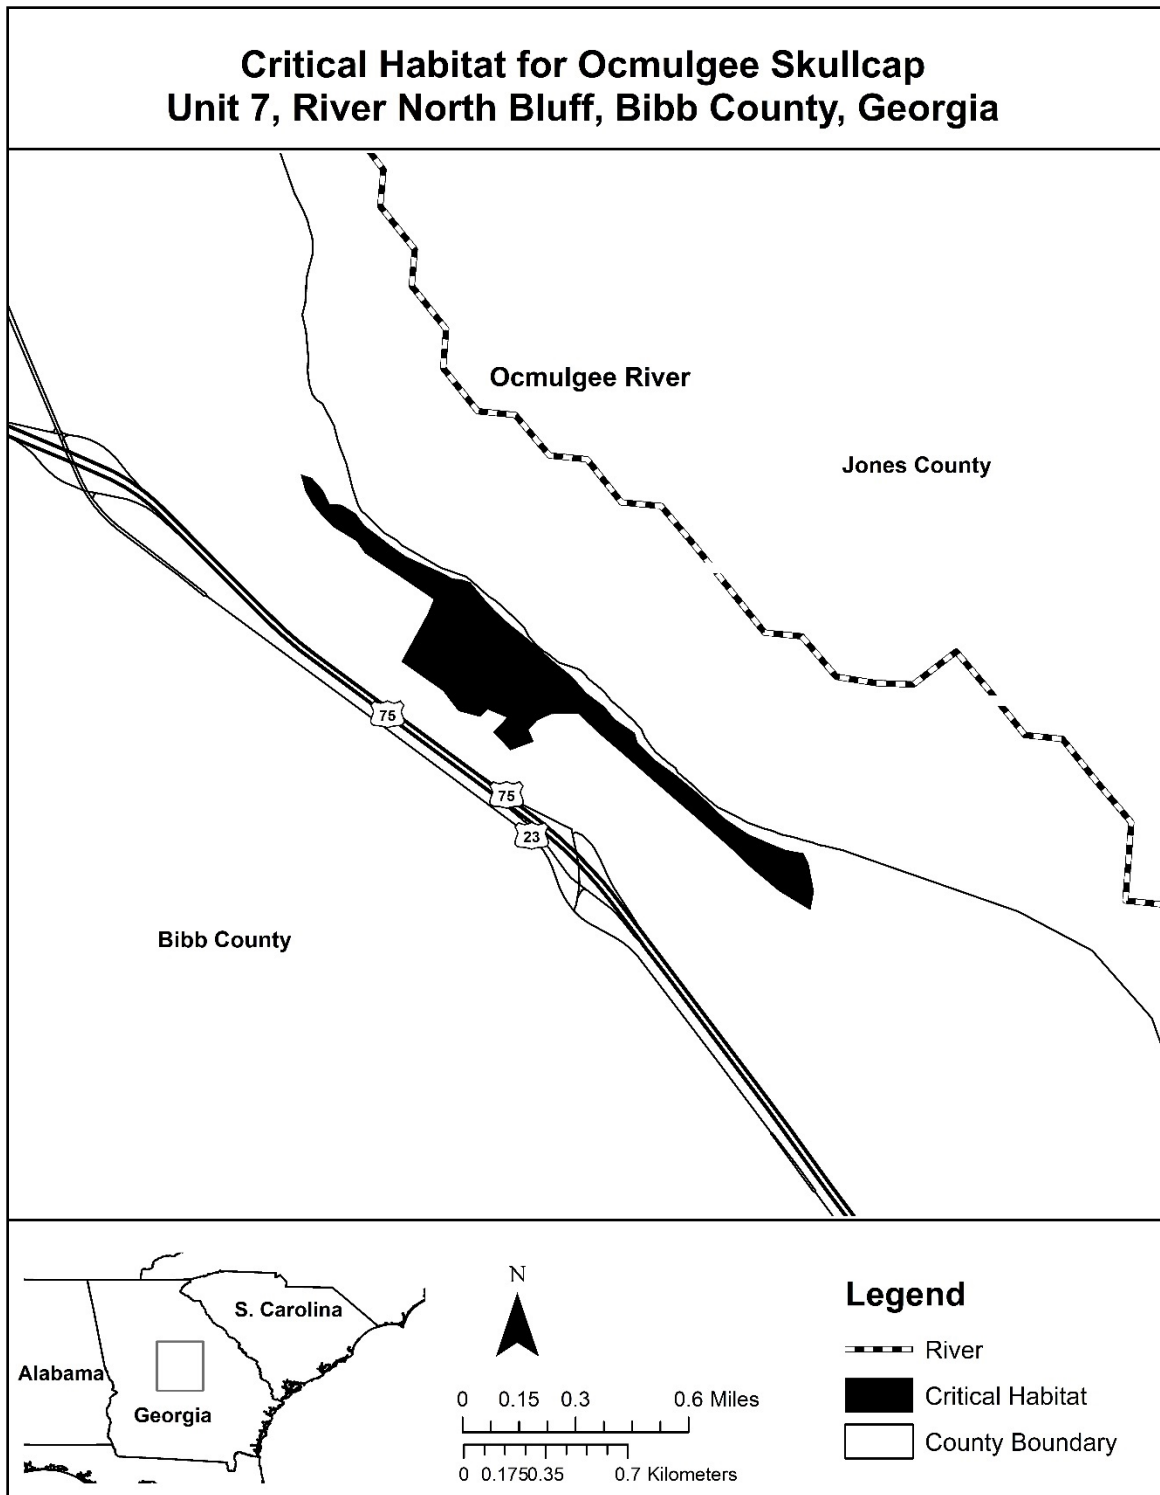 Critical Habitat for Ocmulgee Skullcap
Unit 7, River North Bluff, Bibb County, Georgia
Ocmulgee River
Jones County
75
75
23
Bibb County
S. Carolina
Alabama
Georgia
N
0 0.15 0.3 0.6 Miles
0 0.175 0.35 0.7 Kilometers
Legend
River
Critical Habitat
County Boundary